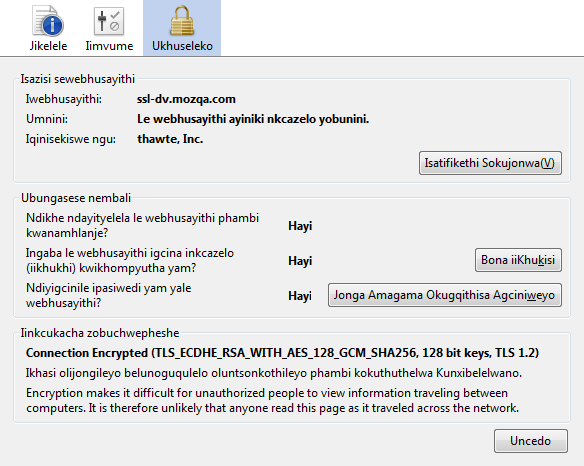 Jikelele Iimvume Ukhuseleko
Isazisi sewebhusayithi
Iwebhusayithi: ssl-dv.mozqa.com
Umnini: Le webhusayithi ayiniki nkcazelo yobunini.
Iqinisekiswe ngu: thawte, Inc.
Isatifikethi Sokujonwa(V)
Ubungasese nembali
Ndikhe ndayityelela le webhusayithi phambi
kwanamhlanje? Hayi
Ingaba le webhusayithi igcina inkcazelo
(iikhukhi) kwikhompyutha yam? Hayi Bona iiKhukisi
Ndiyigcinile ipasiwedi yam yale
webhusayithi? Hayi Jonga Amagama Okugqithisa Agciniweyo
Iinkcukacha zobuchwepheshe
Connection Encrypted (TLS_ECDHE_RSA_WITH_AES_128_GCM_SHA256, 128 bit keys, TLS 1.2)
Ikhasi olijongileyo belunoguqulelo oluntsonkothileyo phambi kokuthuthelwa Kunxibelelwano.
Encryption makes it difficult for unauthorized people to view information traveling between
computers. It is therefore unlikely that anyone read this page as it traveled across the network.
Uncedo